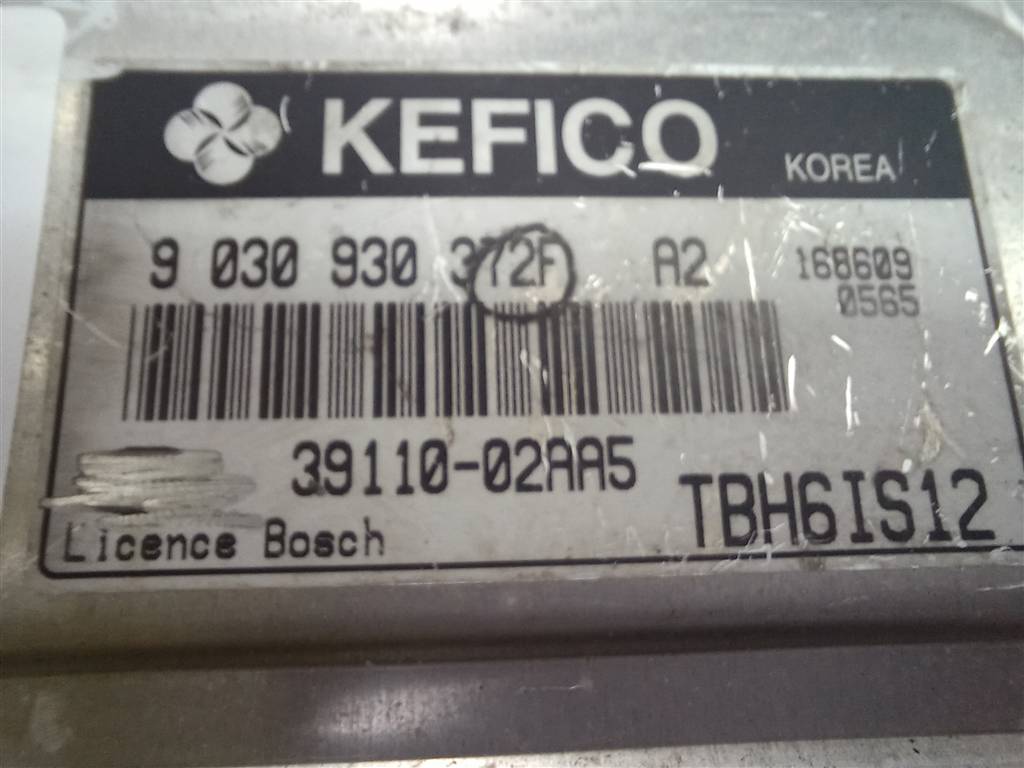 KEFICO
KOREA
9 030 930 372F A2
168609
0565
39110-02AA5
TBH6IS12
Licence Bosch